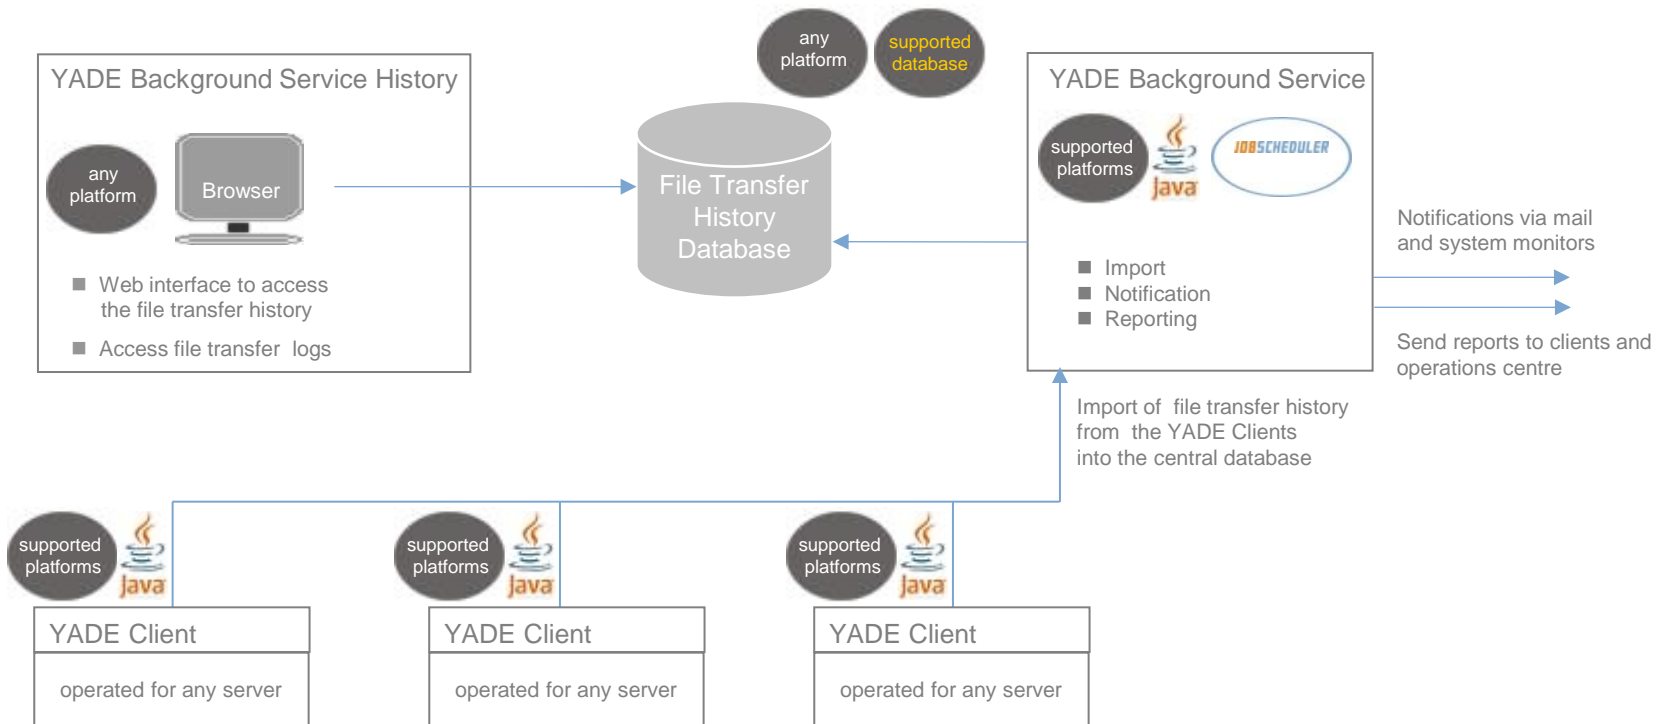 YADE Background Service History
any
platform
Browser
Web interface to access
the file transfer history
Access file transfer logs
any
platform
supported
database
File Transfer
History
Database
YADE Background Service
supported
platforms
Java
JOBSCHEDULER
Import
Notification
Reporting
Notifications via mail
and system monitors
Send reports to clients and
operations centre
Import of file transfer history
from the YADE Clients
into the central database
supported
platforms
Java
YADE Client
operated for any server
supported
platforms
Java
YADE Client
operated for any server
supported
platforms
Java
YADE Client
operated for any server